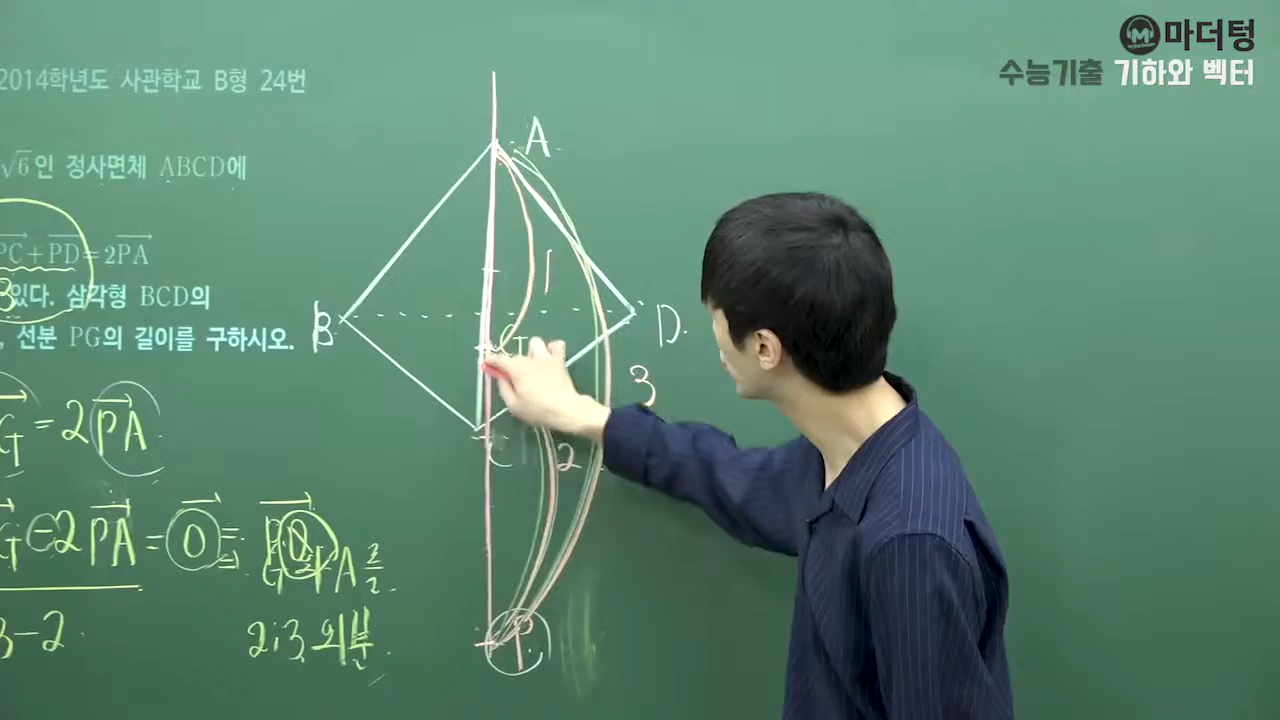 마더텅
수능기출 기하와 벡터
2014학년도 사관학교 B형 24번
√6인 정사면체 ABCD에
PC+PD=2PA
3
있다. 삼각형 BCD의
, 선분 PG의 길이를 구하시오.
A
B
D.
G
C
1
2
3
P
G = 2PA
G-2PA = 0 =
3-2
2:3 외분